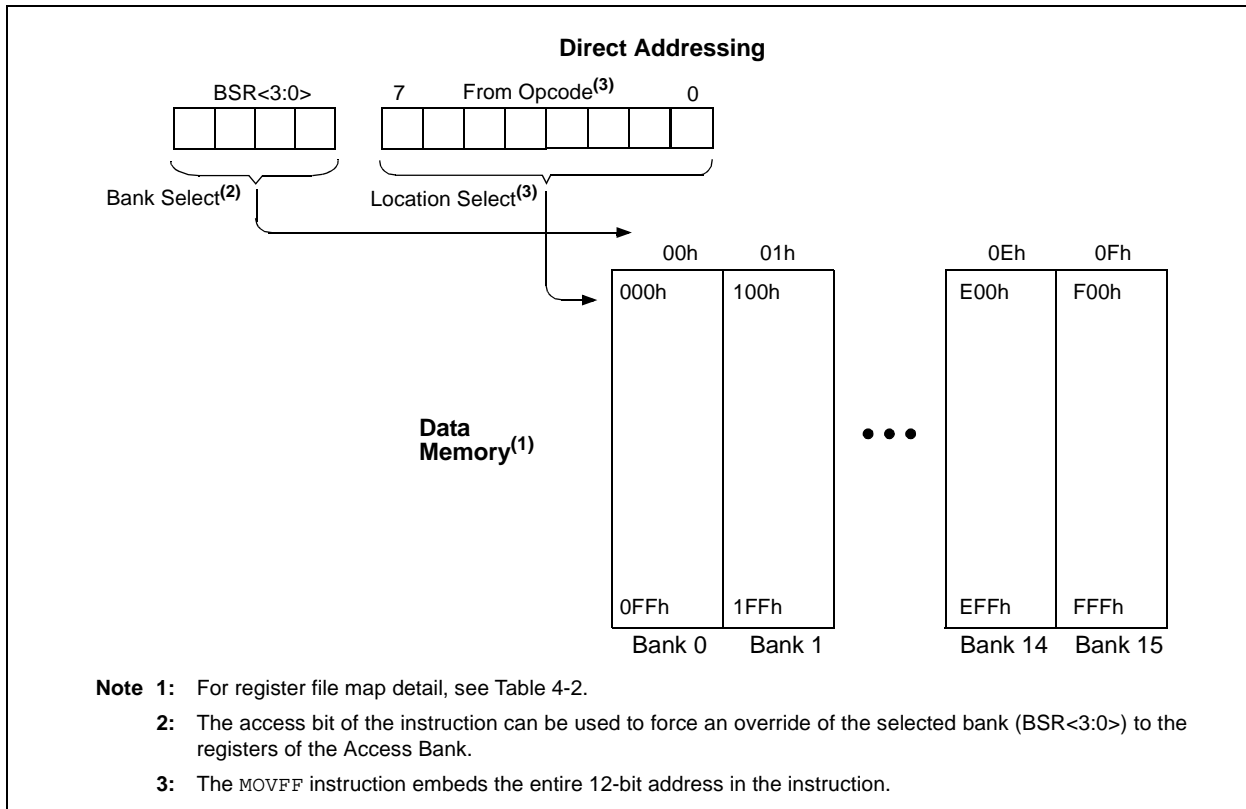 Direct Addressing
BSR<3:0> 7 From Opcode(3) 0
Bank Select(2) Location Select(3)
00h 01h 0Eh 0Fh
000h 100h E00h F00h
Data
Memory(1)
0FFh 1FFh EFFh FFFh
Bank 0 Bank 1 Bank 14 Bank 15
Note 1: For register file map detail, see Table 4-2.
2: The access bit of the instruction can be used to force an override of the selected bank (BSR<3:0>) to the
registers of the Access Bank.
3: The MOVFF instruction embeds the entire 12-bit address in the instruction.